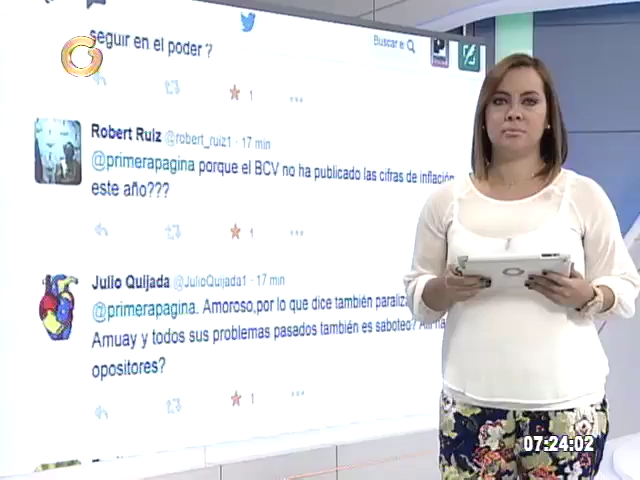 seguir en el poder ?
Buscar e
1
Robert Ruiz @robert_ruiz1 · 17 min
@primerapagina porque el BCV no ha publicado las cifras de inflación
este año???
1
Julio Quijada @JulioQuijada1 · 17 min
@primerapagina. Amoroso,por lo que dice también
Amuay y todos sus problemas pasados también es saboteo?
opositores?
1
07:24:02